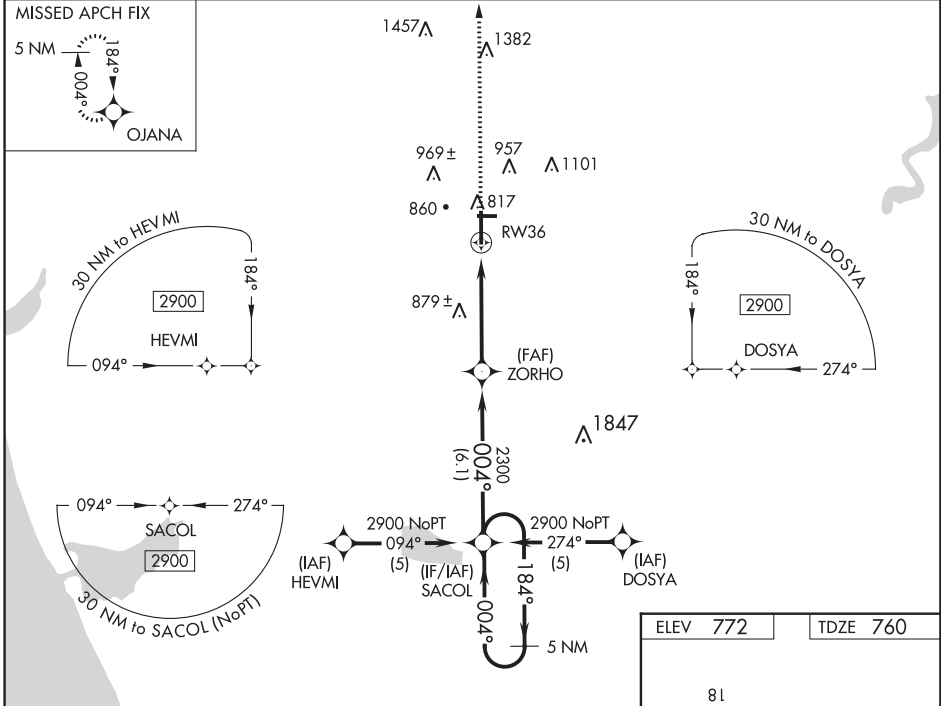 MISSED APCH FIX
5 NM
184°
004°
OJANA
1457
1382
969 ±
957
1101
860
817
RW36
30 NM to HEVMI
184°
2900
HEVMI
094°
30 NM to DOSYA
184°
2900
DOSYA
274°
879 ±
(FAF)
ZORHO
1847
2300
004°
(6.1)
094°
274°
SACOL
2900
30 NM to SACOL (NoPT)
2900 NoPT
094°
(5)
2900 NoPT
274°
(5)
(IAF)
HEVMI
(IF/IAF)
SACOL
(IAF)
DOSYA
184°
004°
5 NM
ELEV 772
TDZE 760
18